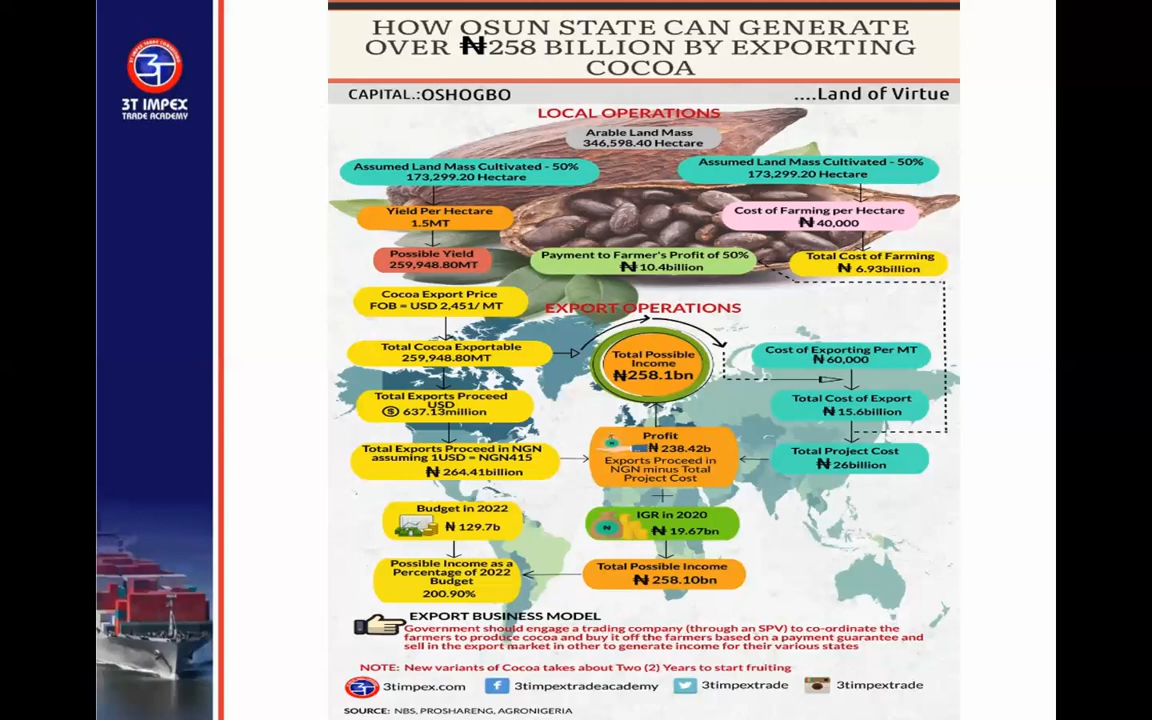 3T IMPEX TRADE CONSULTING
3T
3T IMPEX
TRADE ACADEMY
HOW OSUN STATE CAN GENERATE
OVER ₦258 BILLION BY EXPORTING
COCOA
CAPITAL.:OSHOGBO
....Land of Virtue
LOCAL OPERATIONS
Arable Land Mass
346,598.40 Hectare
Assumed Land Mass Cultivated - 50%
173,299.20 Hectare
Assumed Land Mass Cultivated - 50%
173,299.20 Hectare
Yield Per Hectare
1.5MT
Cost of Farming per Hectare
₦ 40,000
Possible Yield
259,948.80MT
Payment to Farmer's Profit of 50%
₦ 10.4billion
Total Cost of Farming
₦ 6.93billion
Cocoa Export Price
FOB = USD 2,451/ MT
EXPORT OPERATIONS
Total Cocoa Exportable
259,948.80MT
Total Possible
Income
₦258.1bn
Cost of Exporting Per MT
₦ 60,000
Total Exports Proceed
USD
$ 637.13million
Total Cost of Export
₦ 15.6billion
Total Exports Proceed in NGN
assuming 1USD = NGN415
₦ 264.41billion
Profit
₦ 238.42b
Exports Proceed in
NGN minus Total
Project Cost
Total Project Cost
₦ 26billion
Budget in 2022
₦ 129.7b
IGR in 2020
₦ 19.67bn
Possible Income as a
Percentage of 2022
Budget
200.90%
Total Possible Income
₦ 258.10bn
EXPORT BUSINESS MODEL
Government should engage a trading company (through an SPV) to co-ordinate the
farmers to produce cocoa and buy it off the farmers based on a payment guarantee and
sell in the export market in other to generate income for their various states
NOTE: New variants of Cocoa takes about Two (2) Years to start fruiting
3timpex.com
3timpextradeacademy
3timpextrade
3timpextrade
SOURCE: NBS, PROSHARENG, AGRONIGERIA